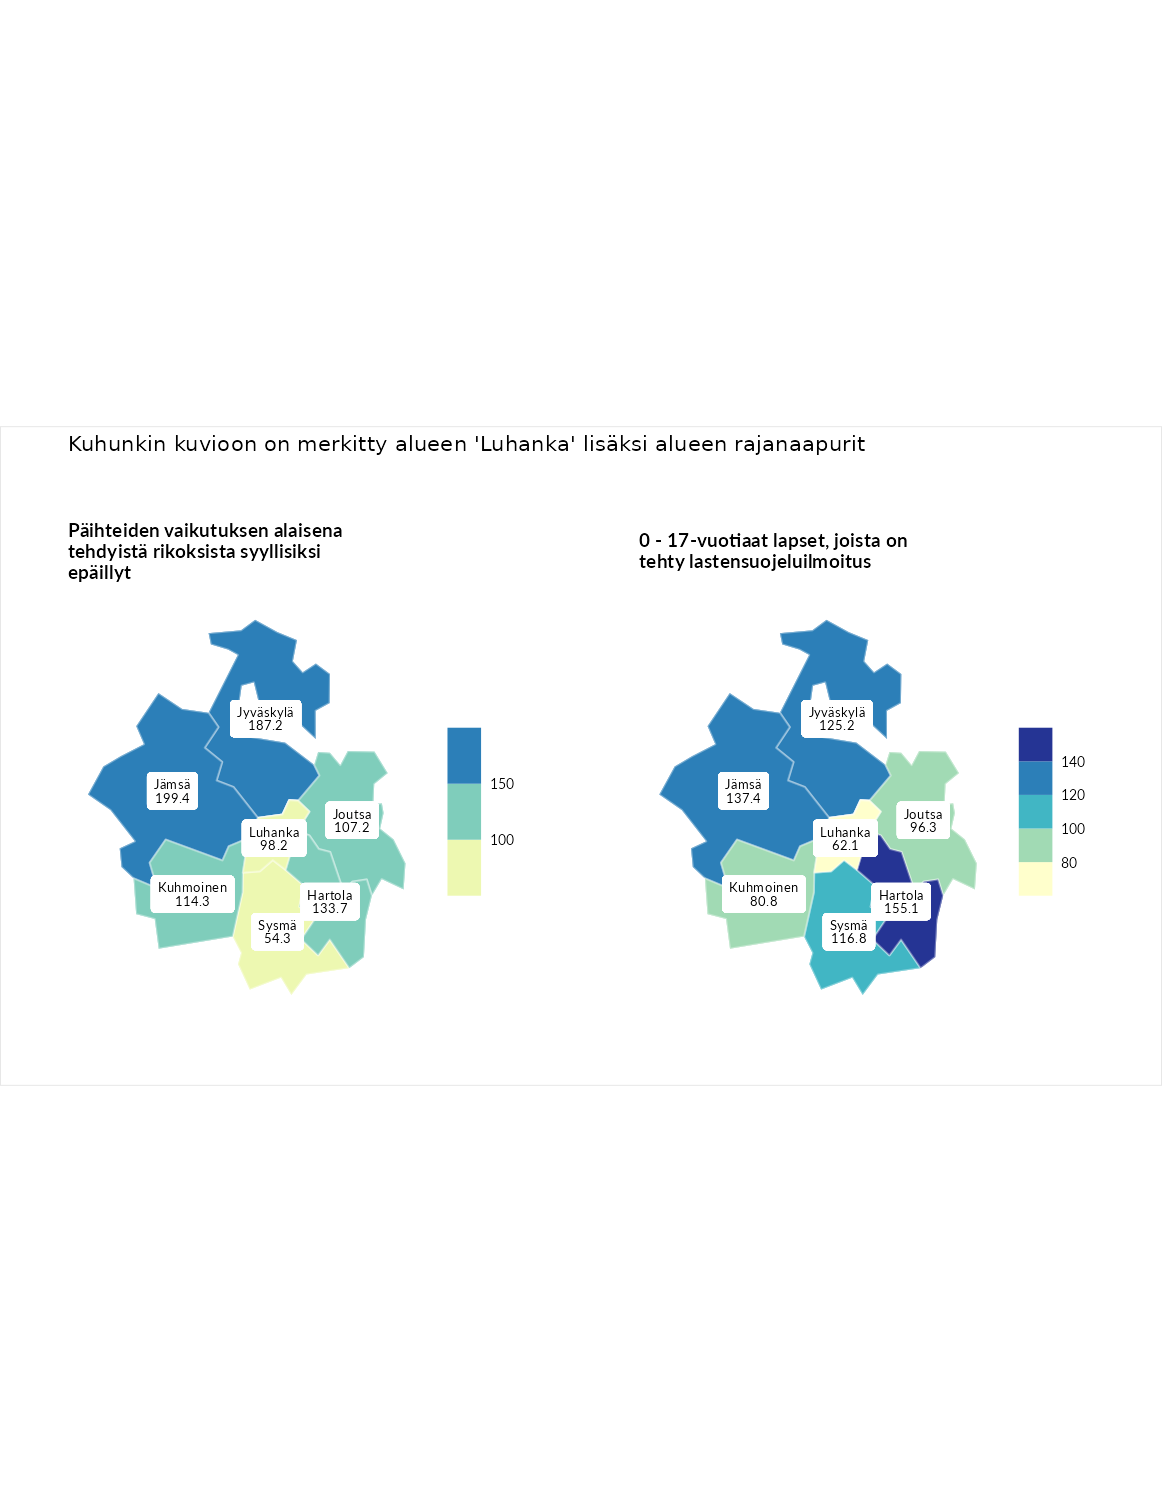 Kuhunkin kuvioon on merkitty alueen 'Luhanka' lisäksi alueen rajanaapurit
Päihteiden vaikutuksen alaisena
tehdyistä rikoksista syyllisiksi
epäillyt
Jyväskylä
187.2
Jämsä
199.4
Joutsa
107.2
Luhanka
98.2
Kuhmoinen
114.3
Hartola
133.7
Sysmä
54.3
150
100
0 - 17-vuotiaat lapset, joista on
tehty lastensuojeluilmoitus
Jyväskylä
125.2
Jämsä
137.4
Joutsa
96.3
Luhanka
62.1
Kuhmoinen
80.8
Hartola
155.1
Sysmä
116.8
140
120
100
80